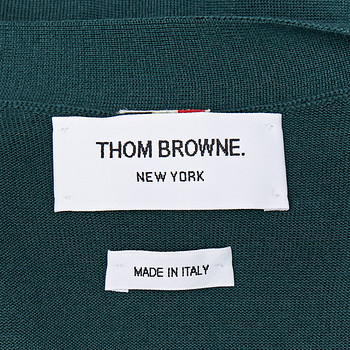 THOM BROWNE.
NEW YORK
MADE IN ITALY